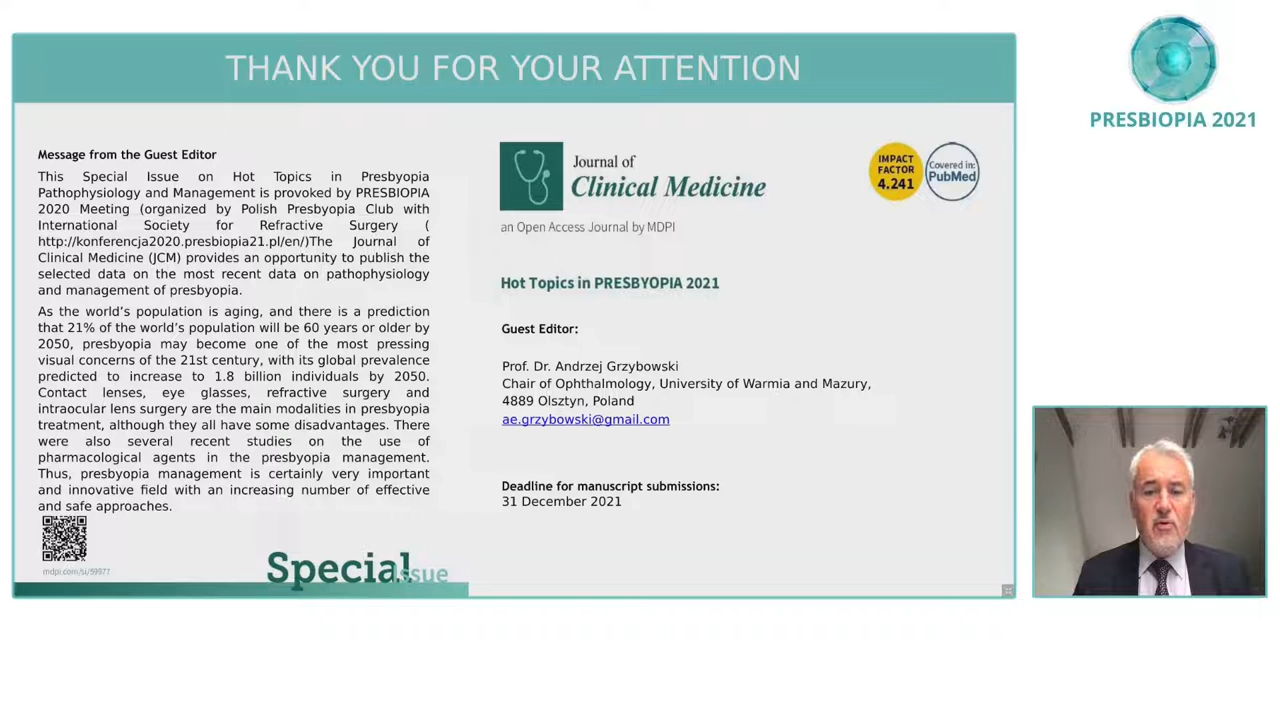 THANK YOU FOR YOUR ATTENTION
PRESBIOPIA 2021
Message from the Guest Editor
This Special Issue on Hot Topics in Presbyopia
Pathophysiology and Management is provoked by PRESBIOPIA
2020 Meeting (organized by Polish Presbyopia Club with
International Society for Refractive Surgery (
http://konferencja2020.presbiopia21.pl/en/)The Journal of
Clinical Medicine (JCM) provides an opportunity to publish the
selected data on the most recent data on pathophysiology
and management of presbyopia.
As the world's population is aging, and there is a prediction
that 21% of the world's population will be 60 years or older by
2050, presbyopia may become one of the most pressing
visual concerns of the 21st century, with its global prevalence
predicted to increase to 1.8 billion individuals by 2050.
Contact lenses, eye glasses, refractive surgery and
intraocular lens surgery are the main modalities in presbyopia
treatment, although they all have some disadvantages. There
were also several recent studies on the use of
pharmacological agents in the presbyopia management.
Thus, presbyopia management is certainly very important
and innovative field with an increasing number of effective
and safe approaches.
mdpi.com/si/59977
Special issue
Journal of
Clinical Medicine
an Open Access Journal by MDPI
IMPACT
FACTOR
4.241
Covered in:
PubMed
Hot Topics in PRESBYOPIA 2021
Guest Editor:
Prof. Dr. Andrzej Grzybowski
Chair of Ophthalmology, University of Warmia and Mazury,
4889 Olsztyn, Poland
ae.grzybowski@gmail.com
Deadline for manuscript submissions:
31 December 2021